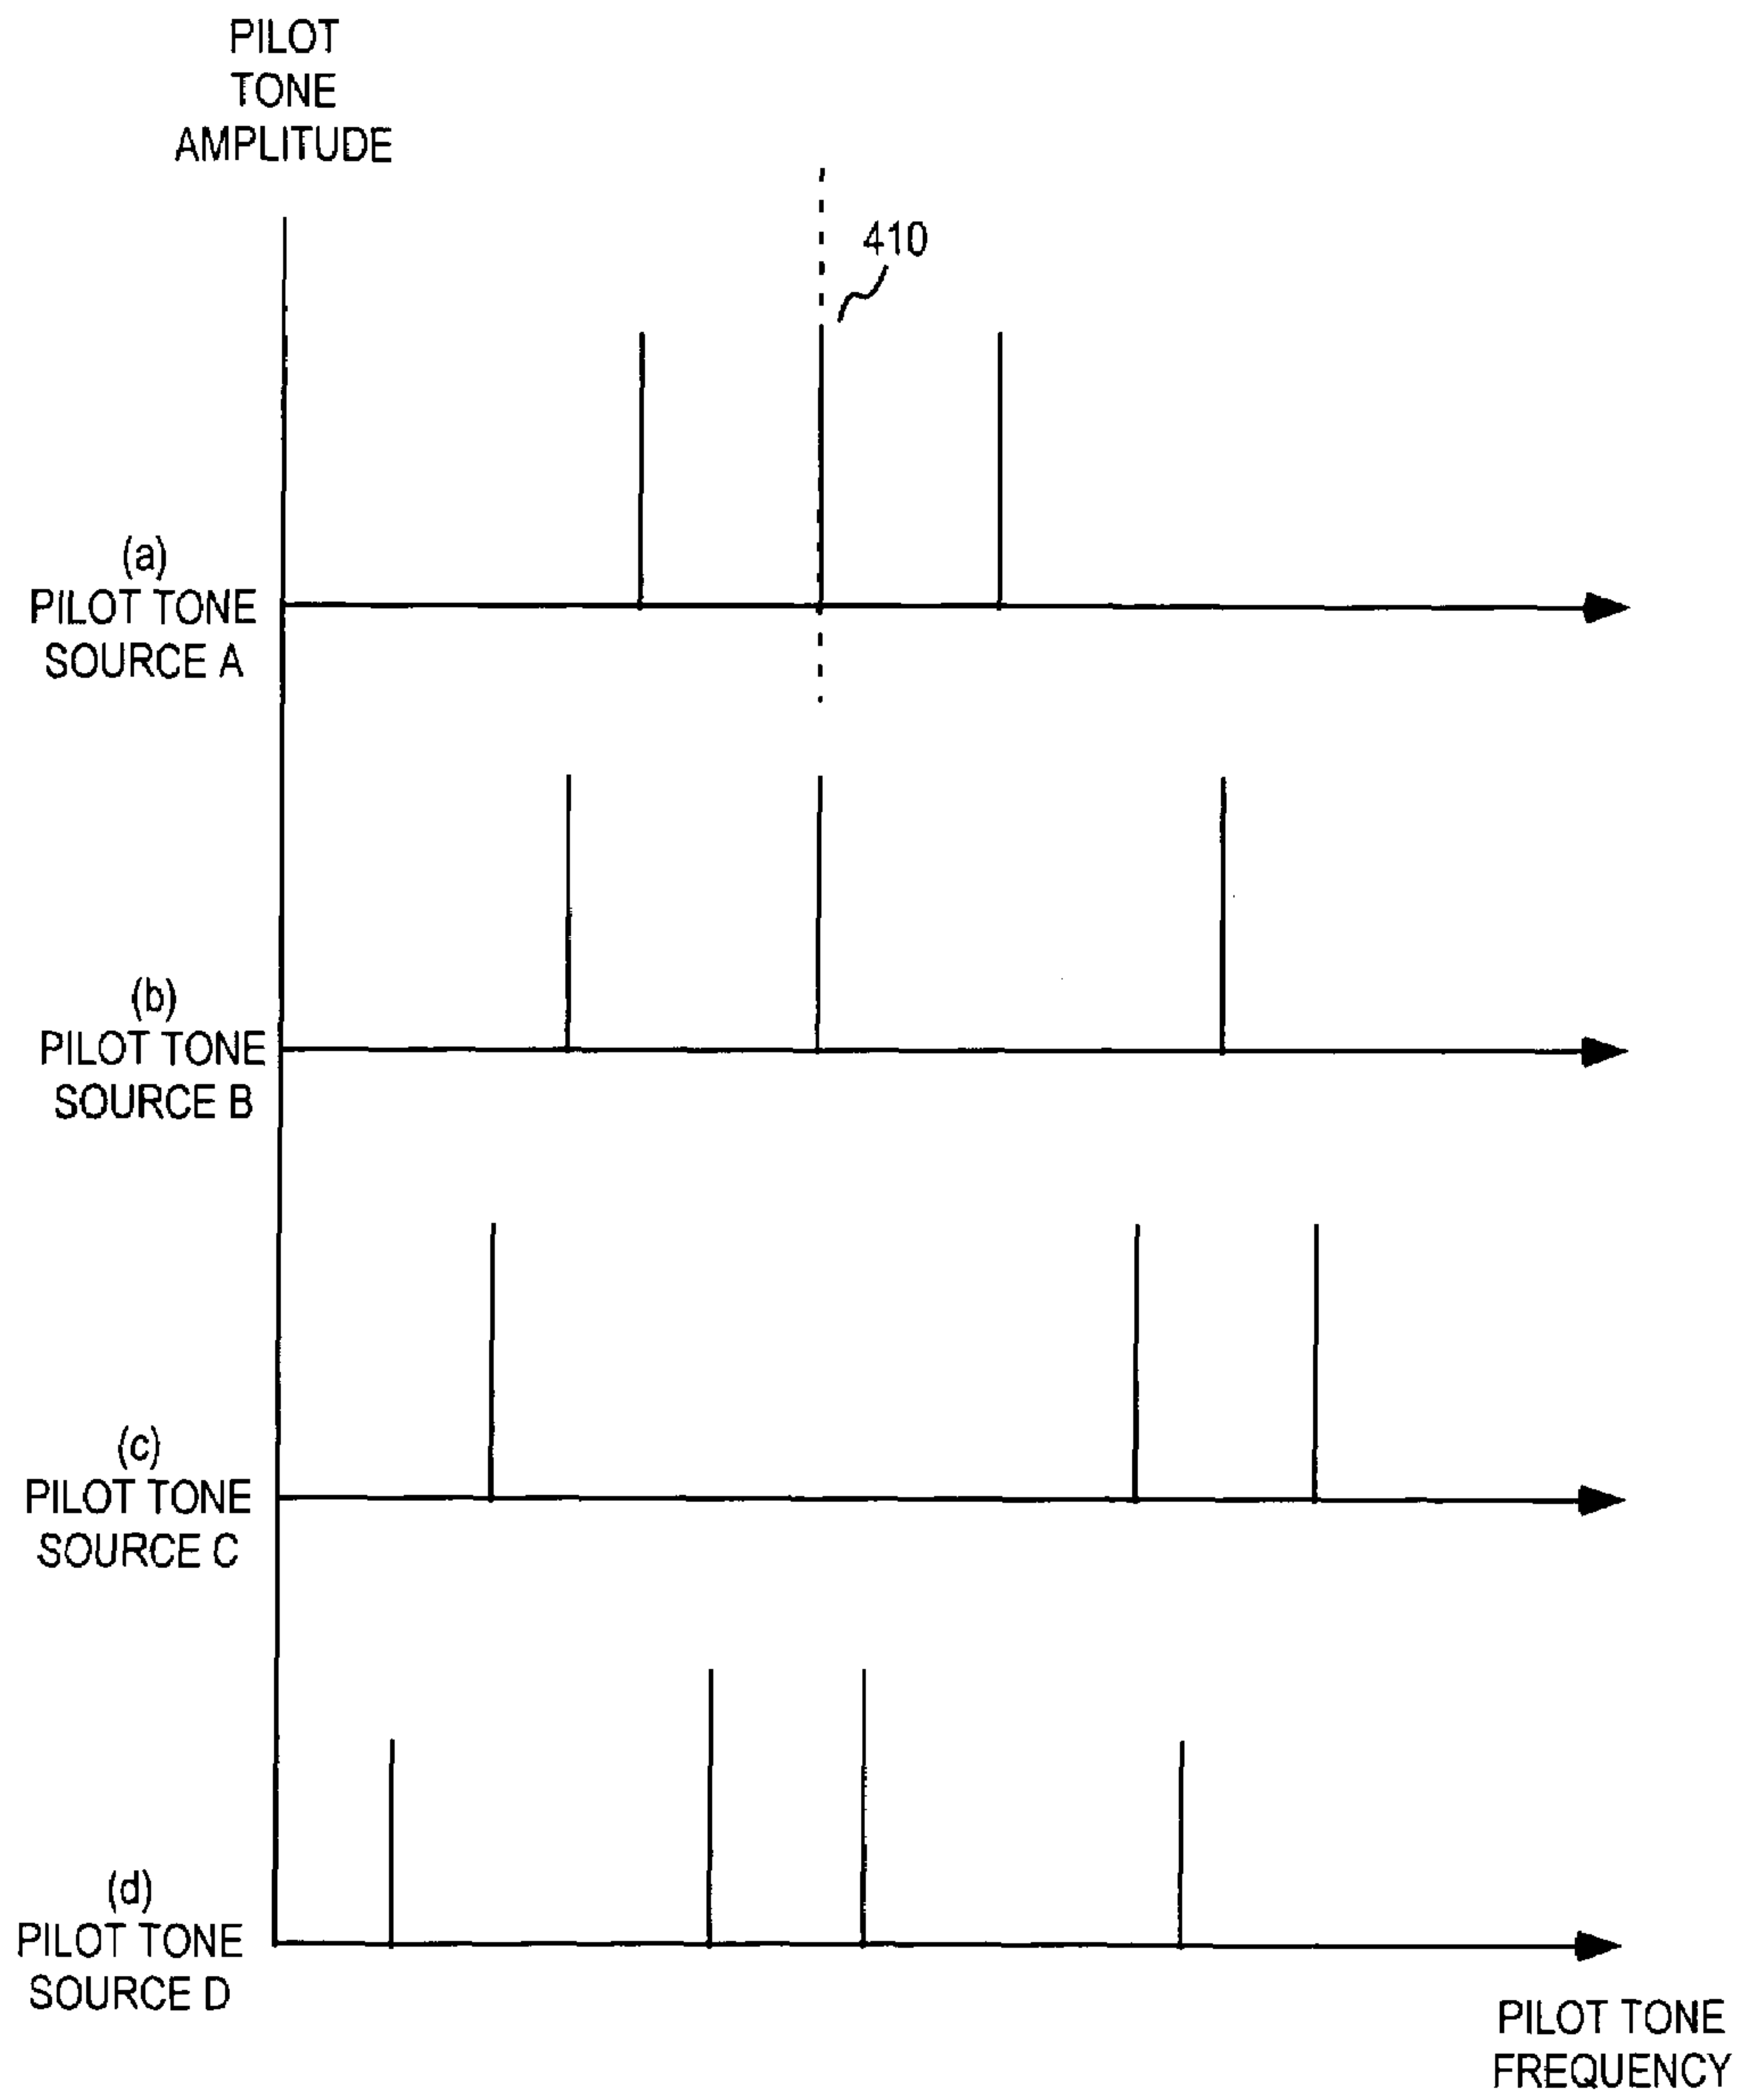 PILOT
TONE
AMPLITUDE
410
(a)
PILOT TONE
SOURCE A
(b)
PILOT TONE
SOURCE B
(c)
PILOT TONE
SOURCE C
(d)
PILOT TONE
SOURCE D
PILOT TONE
FREQUENCY